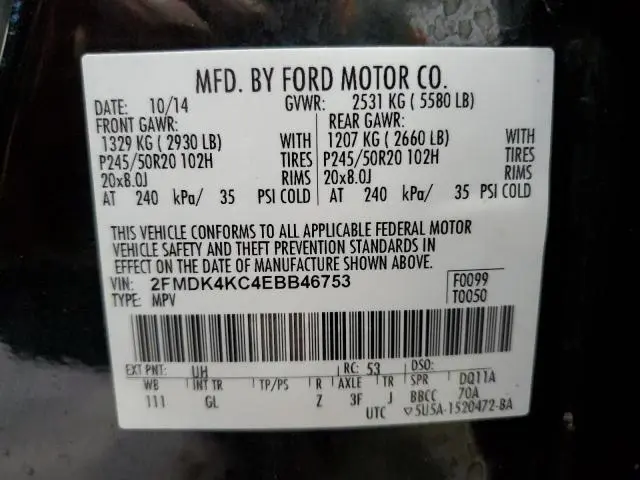 MFD. BY FORD MOTOR CO.
DATE: 10/14 GVWR: 2531 KG ( 5580 LB)
FRONT GAWR: REAR GAWR:
1329 KG ( 2930 LB) WITH 1207 KG ( 2660 LB) WITH
P245/50R20 102H TIRES P245/50R20 102H TIRES
20x8.0J RIMS 20x8.0J RIMS
AT 240 kPa/ 35 PSI COLD AT 240 kPa/ 35 PSI COLD
THIS VEHICLE CONFORMS TO ALL APPLICABLE FEDERAL MOTOR
VEHICLE SAFETY AND THEFT PREVENTION STANDARDS IN
EFFECT ON THE DATE OF MANUFACTURE SHOWN ABOVE.
VIN: 2FMDK4KC4EBB46753 F0099
TYPE: MPV T0050
EXT PNT: UH RC: 53 DSO:
WB INT TR TP/PS R AXLE TR SPR DQ11A
111 GL Z 3F J BBCC 70A
UTC ▽5U5A-1520472-BA